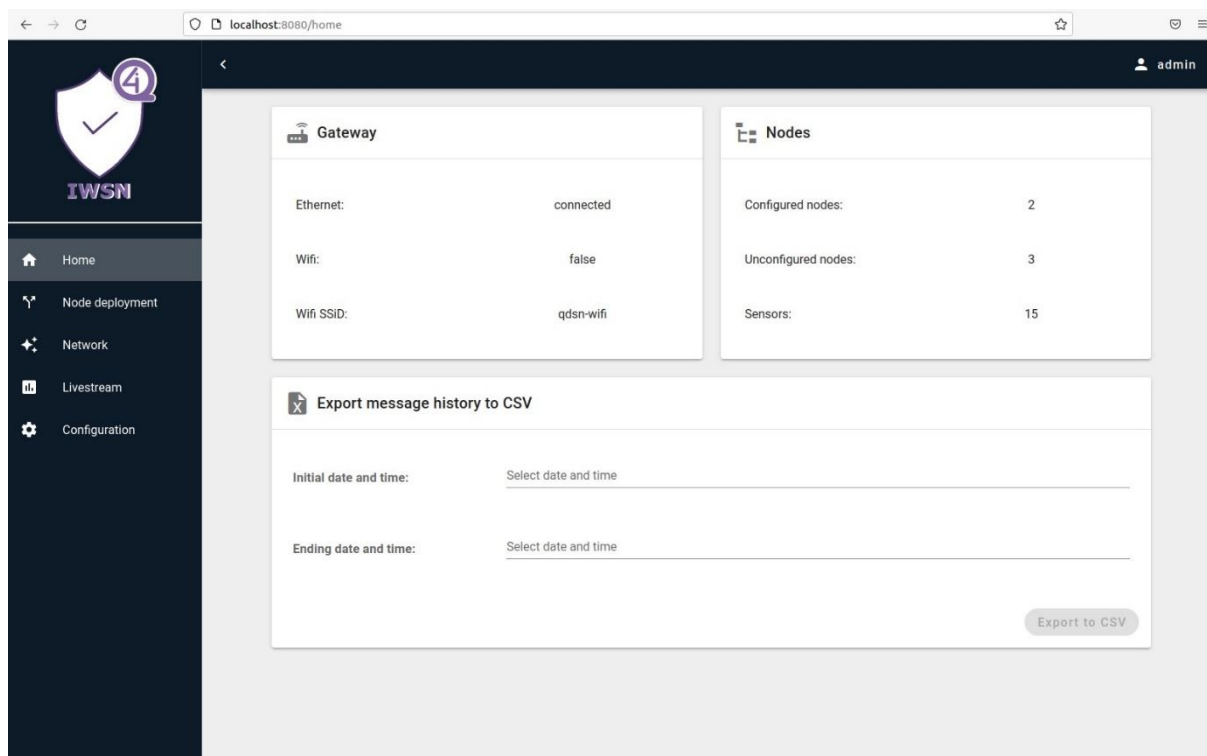 localhost:8080/home
4
i
Q
IWSN
admin
Home
Node deployment
Network
Livestream
Configuration
Gateway
Ethernet: connected
Wifi: false
Wifi SSiD: qdsn-wifi
Nodes
Configured nodes: 2
Unconfigured nodes: 3
Sensors: 15
Export message history to CSV
Initial date and time: Select date and time
Ending date and time: Select date and time
Export to CSV